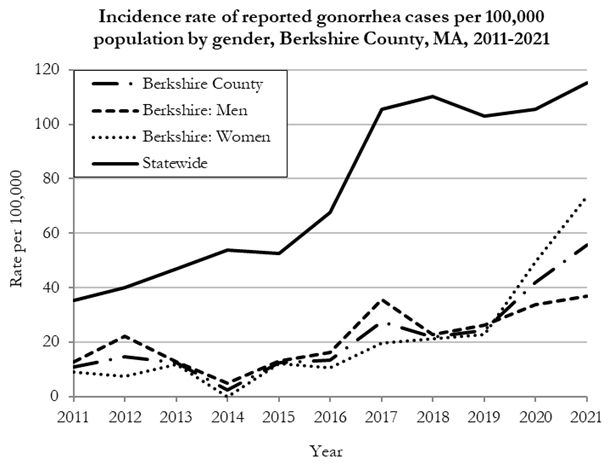 Incidence rate of reported gonorrhea cases per 100,000
population by gender, Berkshire County, MA, 2011-2021
120
100
80
60
40
20
0
Rate per 100,000
Berkshire County
Berkshire: Men
Berkshire: Women
Statewide
2011 2012 2013 2014 2015 2016 2017 2018 2019 2020 2021
Year